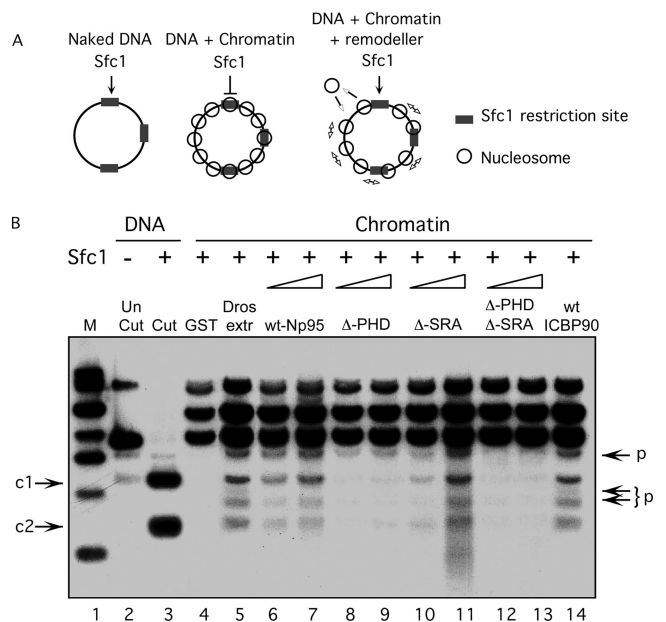 A
Naked DNA
Sfc1
DNA + Chromatin
Sfc1
DNA + Chromatin
+ remodeller
Sfc1
Sfc1 restriction site
Nucleosome
B
DNA
Chromatin
Sfc1 - + + + + + + + + + + + +
M
Un
Cut
Cut
GST
Dros
extr
wt-Np95
Δ-PHD
Δ-SRA
Δ-PHD
Δ-SRA
wt
ICBP90
c1
c2
p
} p
1 2 3 4 5 6 7 8 9 10 11 12 13 14